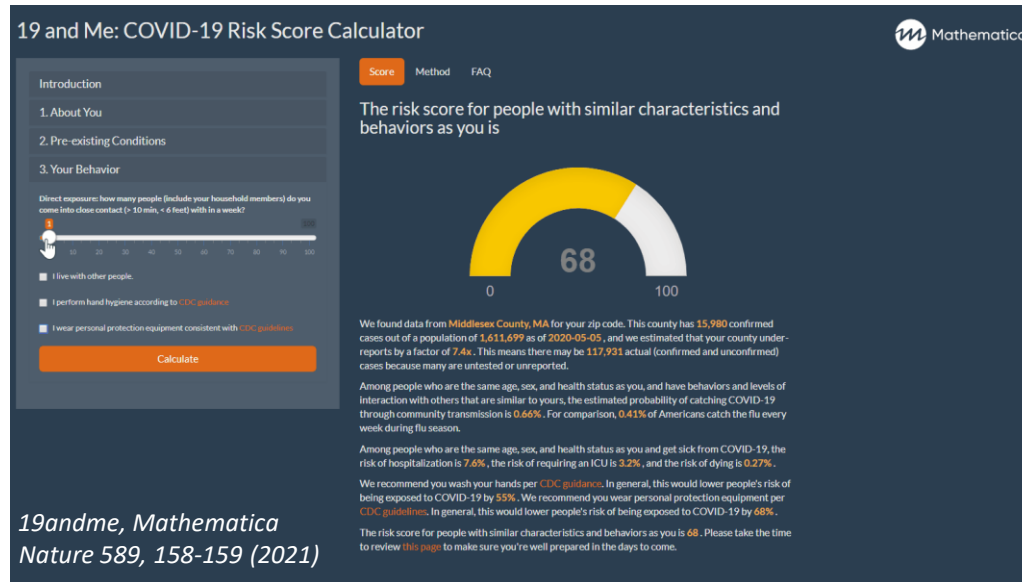 19 and Me: COVID-19 Risk Score Calculator
Mathematica
Introduction
1. About You
2. Pre-existing Conditions
3. Your Behavior
Direct exposure: how many people (include your household members) do you
come into close contact (> 10 min, < 6 feet) with in a week?
1
10 20 30 40 50 60 70 80 90 100
I live with other people.
I perform hand hygiene according to CDC guidance
I wear personal protection equipment consistent with CDC guidelines
Calculate
Score Method FAQ
The risk score for people with similar characteristics and
behaviors as you is
68
0 100
We found data from Middlesex County, MA for your zip code. This county has 15,980 confirmed
cases out of a population of 1,611,699 as of 2020-05-05, and we estimated that your county under-
reports by a factor of 7.4x. This means there may be 117,931 actual (confirmed and unconfirmed)
cases because many are untested or unreported.
Among people who are the same age, sex, and health status as you, and have behaviors and levels of
interaction with others that are similar to yours, the estimated probability of catching COVID-19
through community transmission is 0.66%. For comparison, 0.41% of Americans catch the flu every
week during flu season.
Among people who are the same age, sex, and health status as you and get sick from COVID-19, the
risk of hospitalization is 7.6%, the risk of requiring an ICU is 3.2%, and the risk of dying is 0.27%.
We recommend you wash your hands per CDC guidance. In general, this would lower people's risk of
being exposed to COVID-19 by 55%. We recommend you wear personal protection equipment per
CDC guidelines. In general, this would lower people's risk of being exposed to COVID-19 by 68%.
The risk score for people with similar characteristics and behaviors as you is 68. Please take the time
to review this page to make sure you're well prepared in the days to come.
19andme, Mathematica
Nature 589, 158-159 (2021)